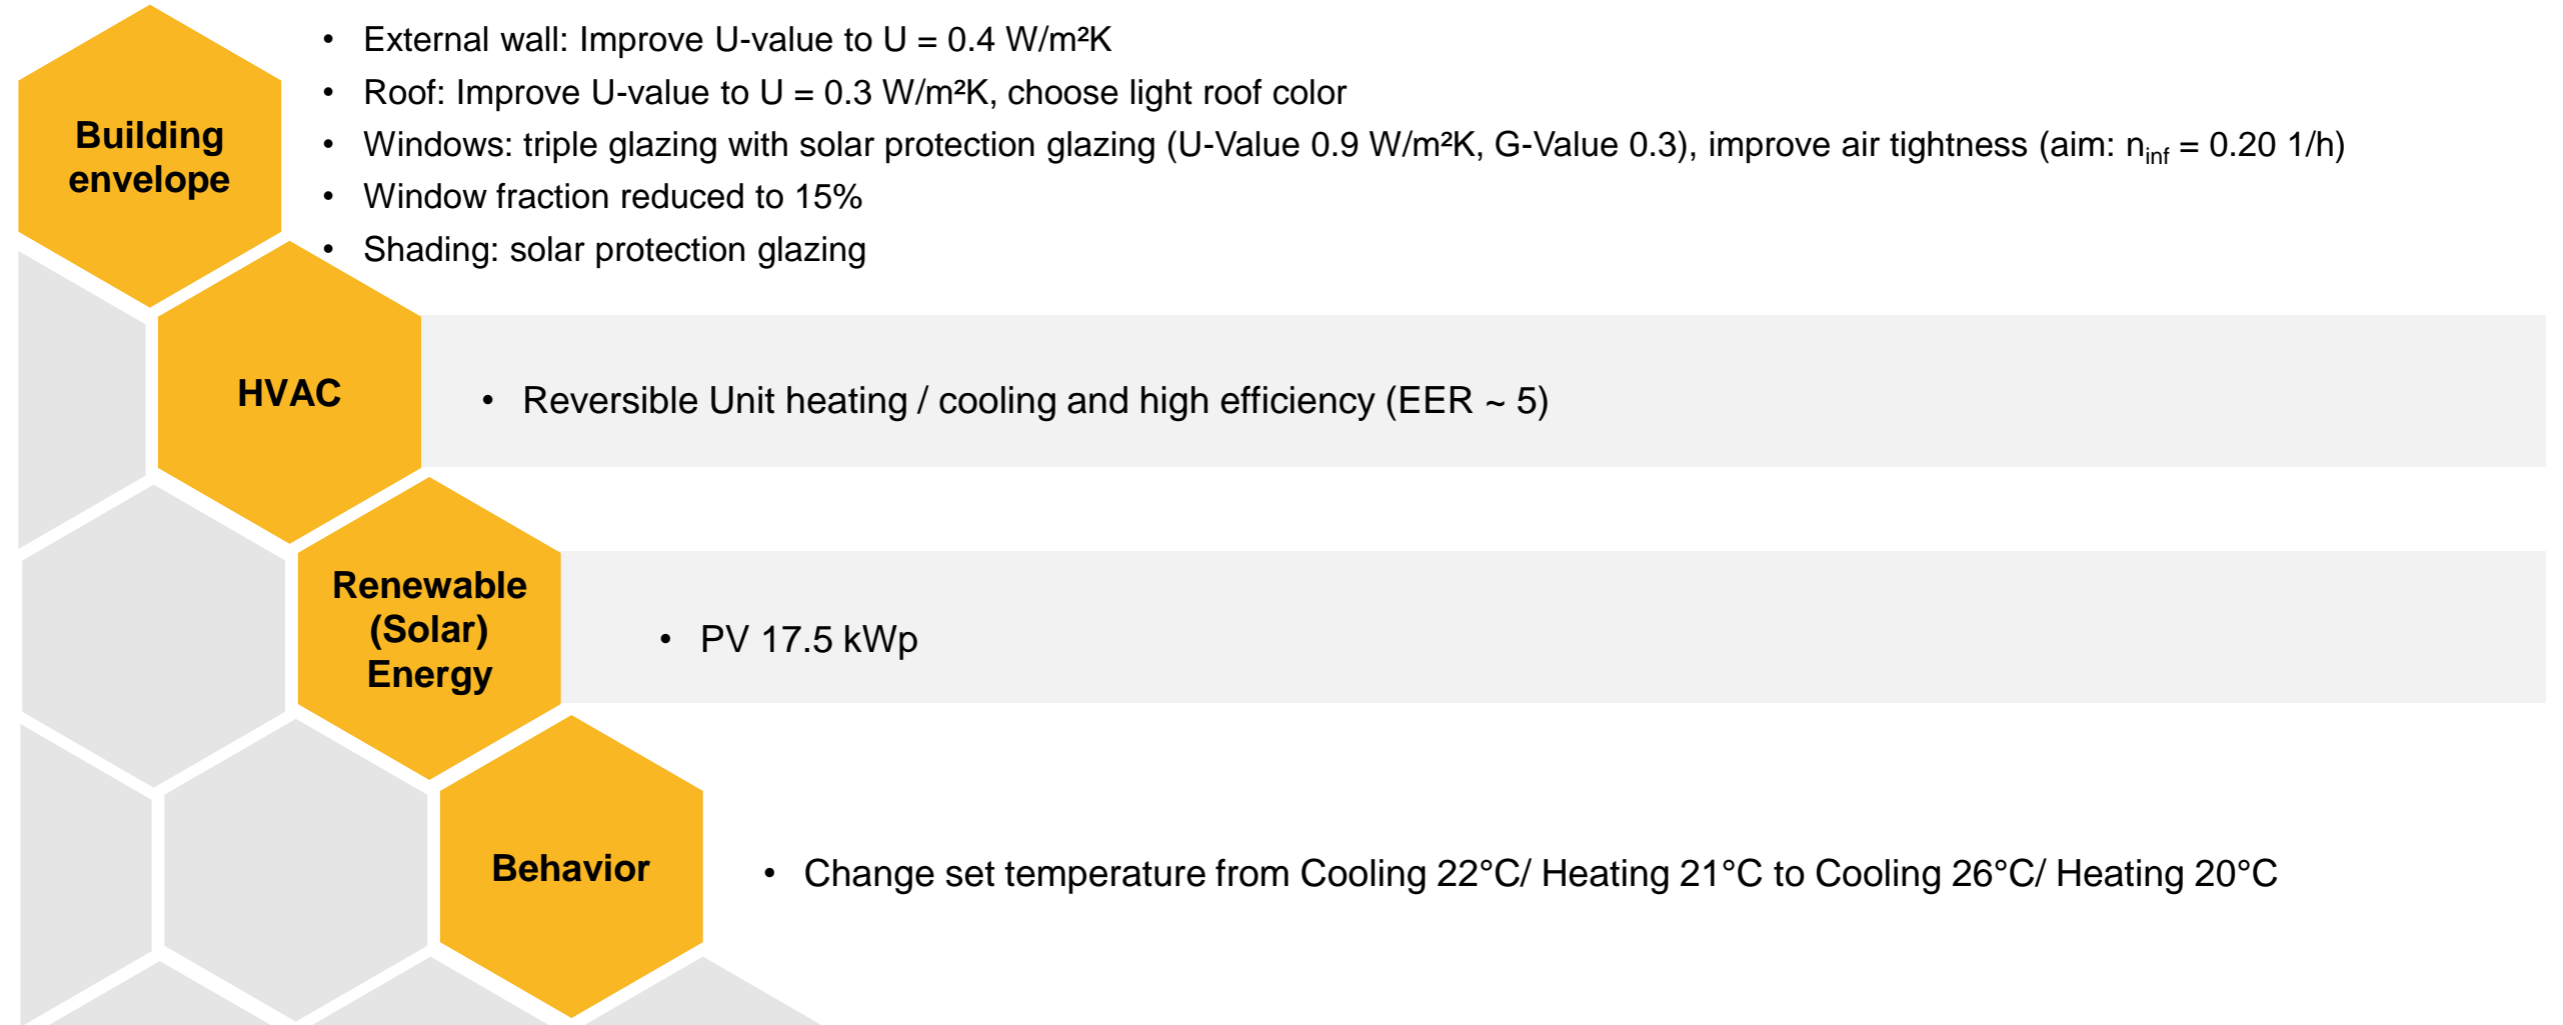 Building
envelope
• External wall: Improve U-value to U = 0.4 W/m²K
• Roof: Improve U-value to U = 0.3 W/m²K, choose light roof color
• Windows: triple glazing with solar protection glazing (U-Value 0.9 W/m²K, G-Value 0.3), improve air tightness (aim: n_inf = 0.20 1/h)
• Window fraction reduced to 15%
• Shading: solar protection glazing
HVAC
• Reversible Unit heating / cooling and high efficiency (EER ~ 5)
Renewable
(Solar)
Energy
• PV 17.5 kWp
Behavior
• Change set temperature from Cooling 22°C/ Heating 21°C to Cooling 26°C/ Heating 20°C